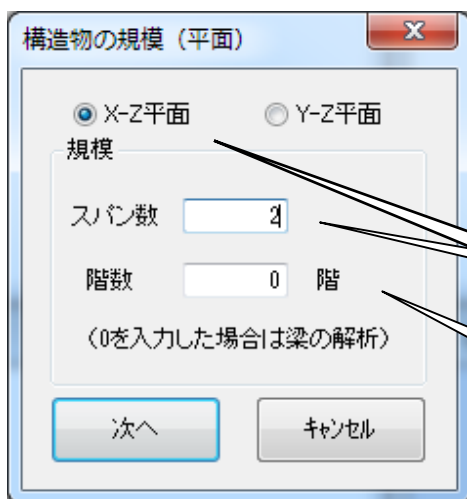 構造物の規模（平面）
X-Z平面 Y-Z平面
規模
スパン数 2
階数 0 階
（0を入力した場合は梁の解析）
次へ ｷｬﾝｾﾙ